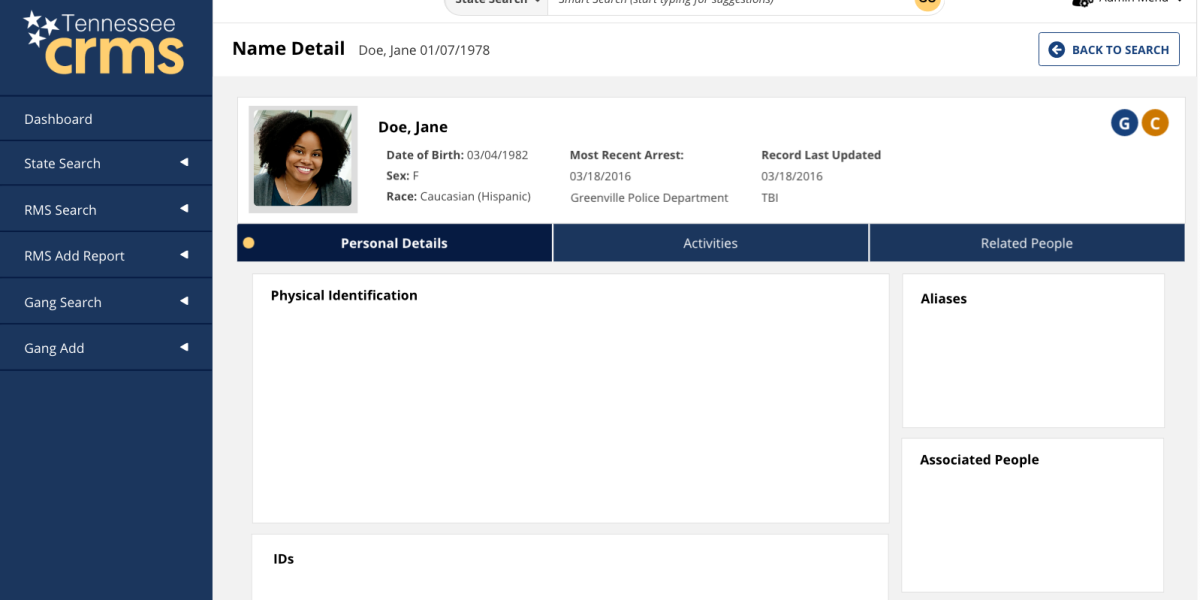 State Search
Smart Search (start typing for suggestions)
GO
Admin Menu
Tennessee
crms
Name Detail
Doe, Jane 01/07/1978
BACK TO SEARCH
Dashboard
State Search
RMS Search
RMS Add Report
Gang Search
Gang Add
Doe, Jane
Date of Birth: 03/04/1982
Sex: F
Race: Caucasian (Hispanic)
Most Recent Arrest:
03/18/2016
Greenville Police Department
Record Last Updated
03/18/2016
TBI
G
C
Personal Details
Activities
Related People
Physical Identification
Aliases
Associated People
IDs